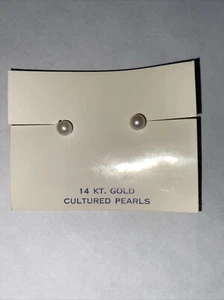 14 KT. GOLD
CULTURED PEARLS